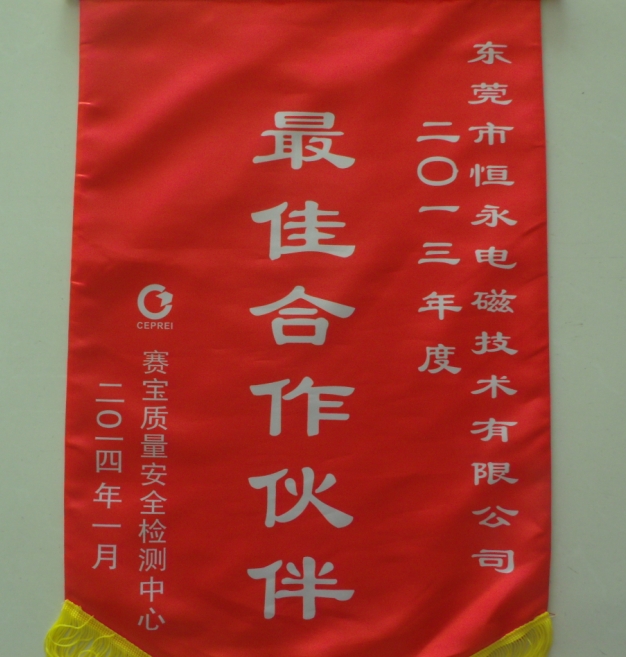 东莞市恒永电磁技术有限公司
二〇一三年度
最佳合作伙伴
CEPREI
赛宝质量安全检测中心
二〇一四年一月